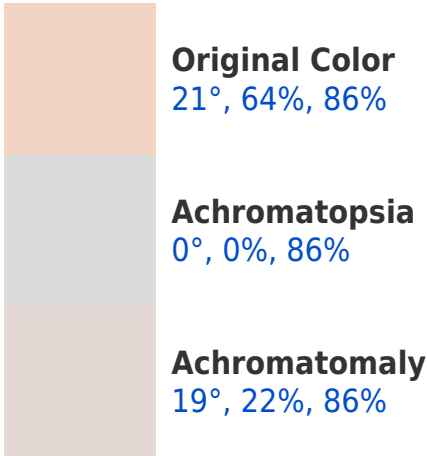 Original Color
21°, 64%, 86%
Achromatopsia
0°, 0%, 86%
Achromatomaly
19°, 22%, 86%